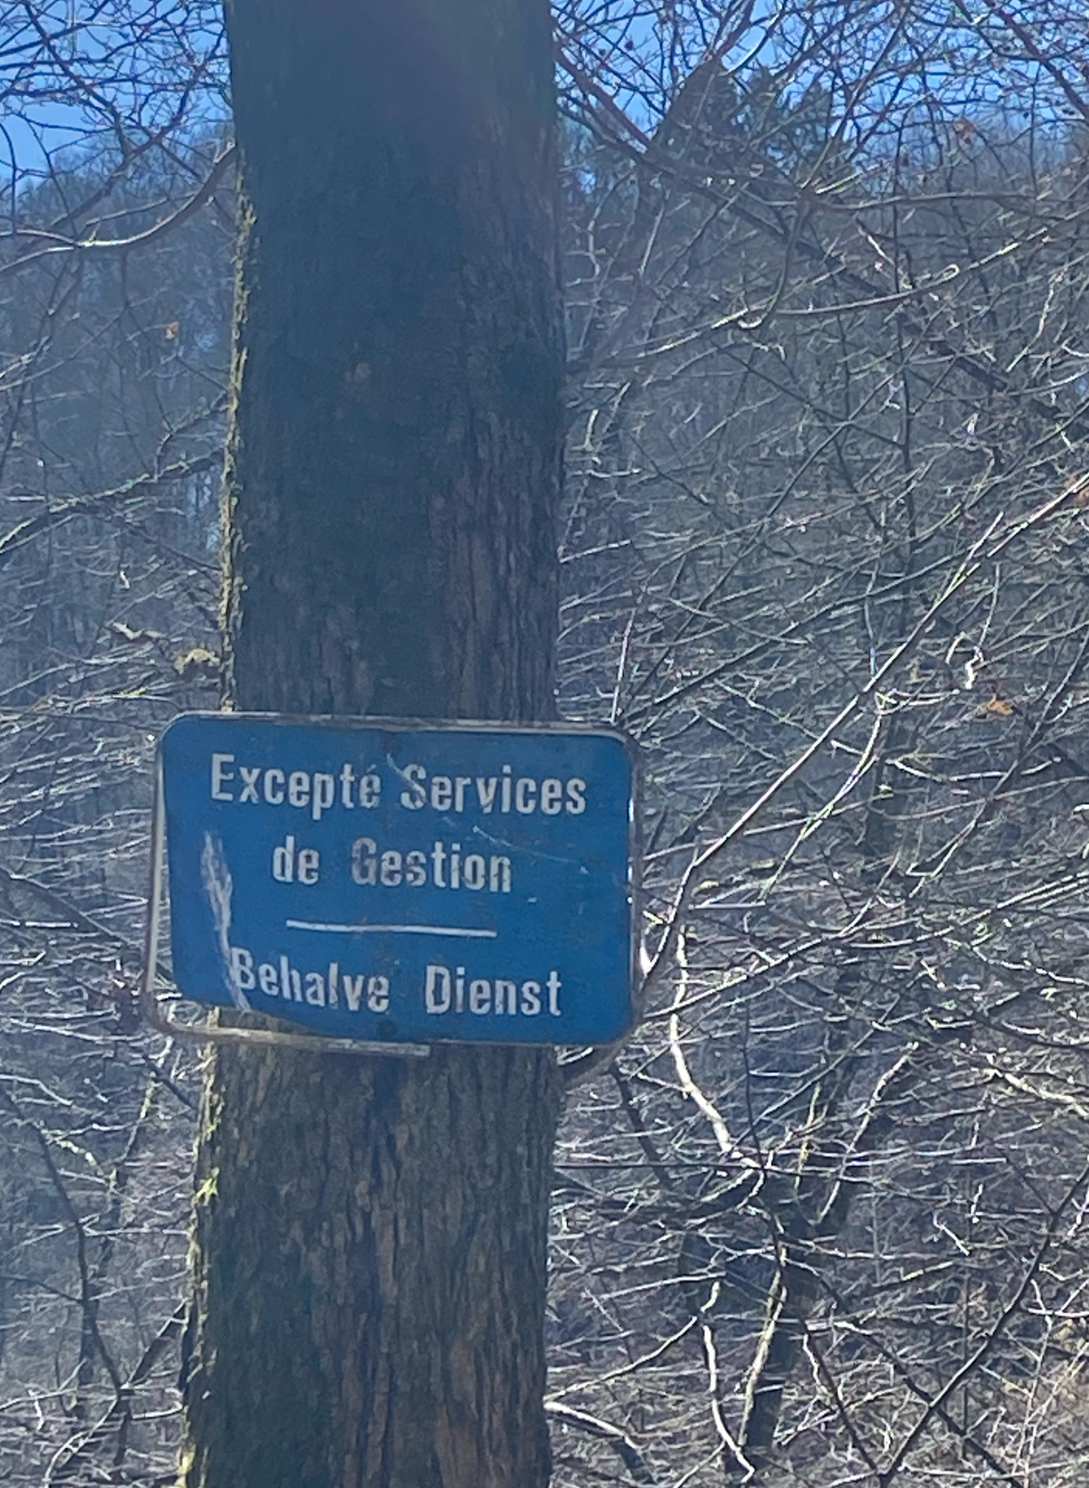 Excepté Services
de Gestion
Behalve Dienst